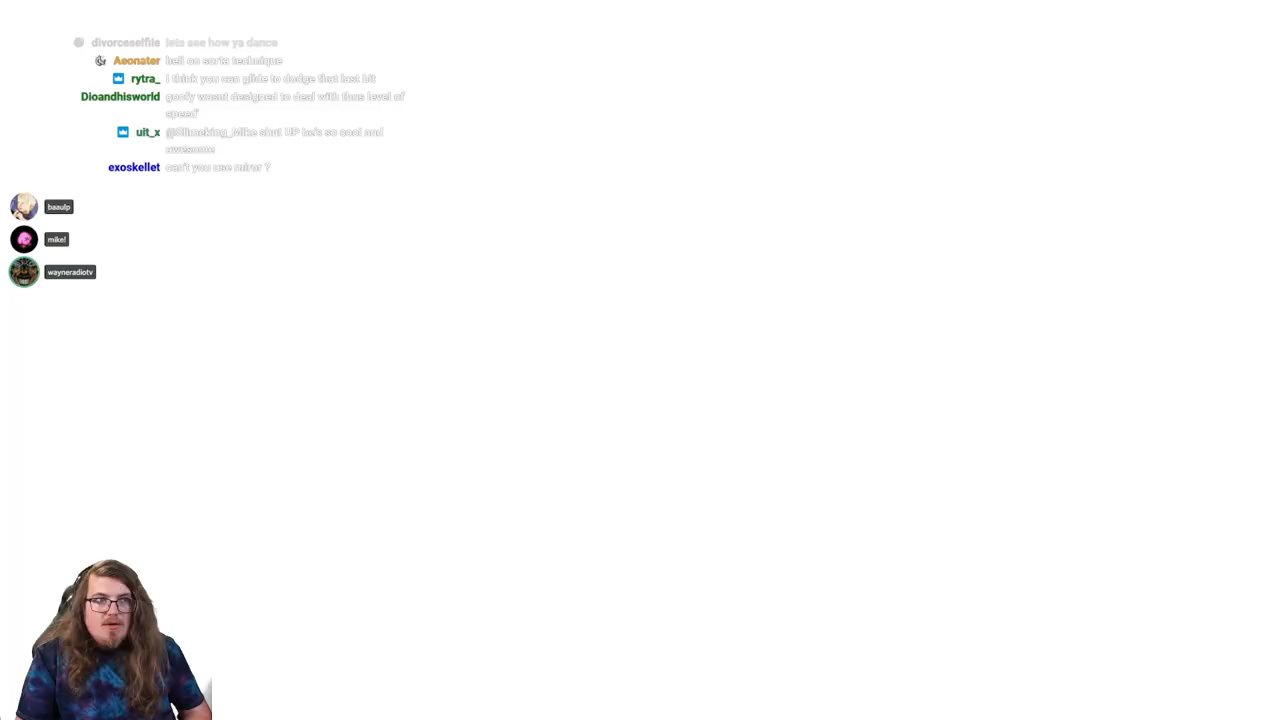 divorceselfile lets see how ya dance
Aeonater hell no sorta technique
rytra_ I think you can glide to dodge that last bit
Dioandhisworld goofy wasnt designed to deal with thus level of
speed"
uit_x shut UP he's so cool and
awesome
exoskellet can't you use mirur ?
baaulp
mike!
wayneradiotv